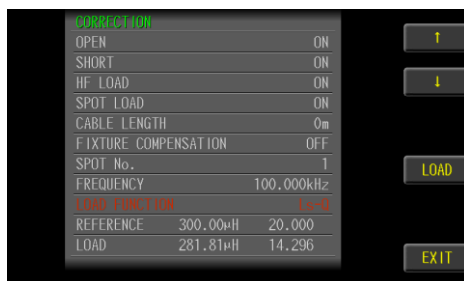 CORRECTION
OPEN ON
SHORT ON
HF LOAD ON
SPOT LOAD ON
CABLE LENGTH 0m
FIXTURE COMPENSATION OFF
SPOT No. 1
FREQUENCY 100.000kHz
LOAD FUNCTION Ls-Q
REFERENCE 300.00μH 20.000
LOAD 281.81μH 14.296
↑
↓
LOAD
EXIT